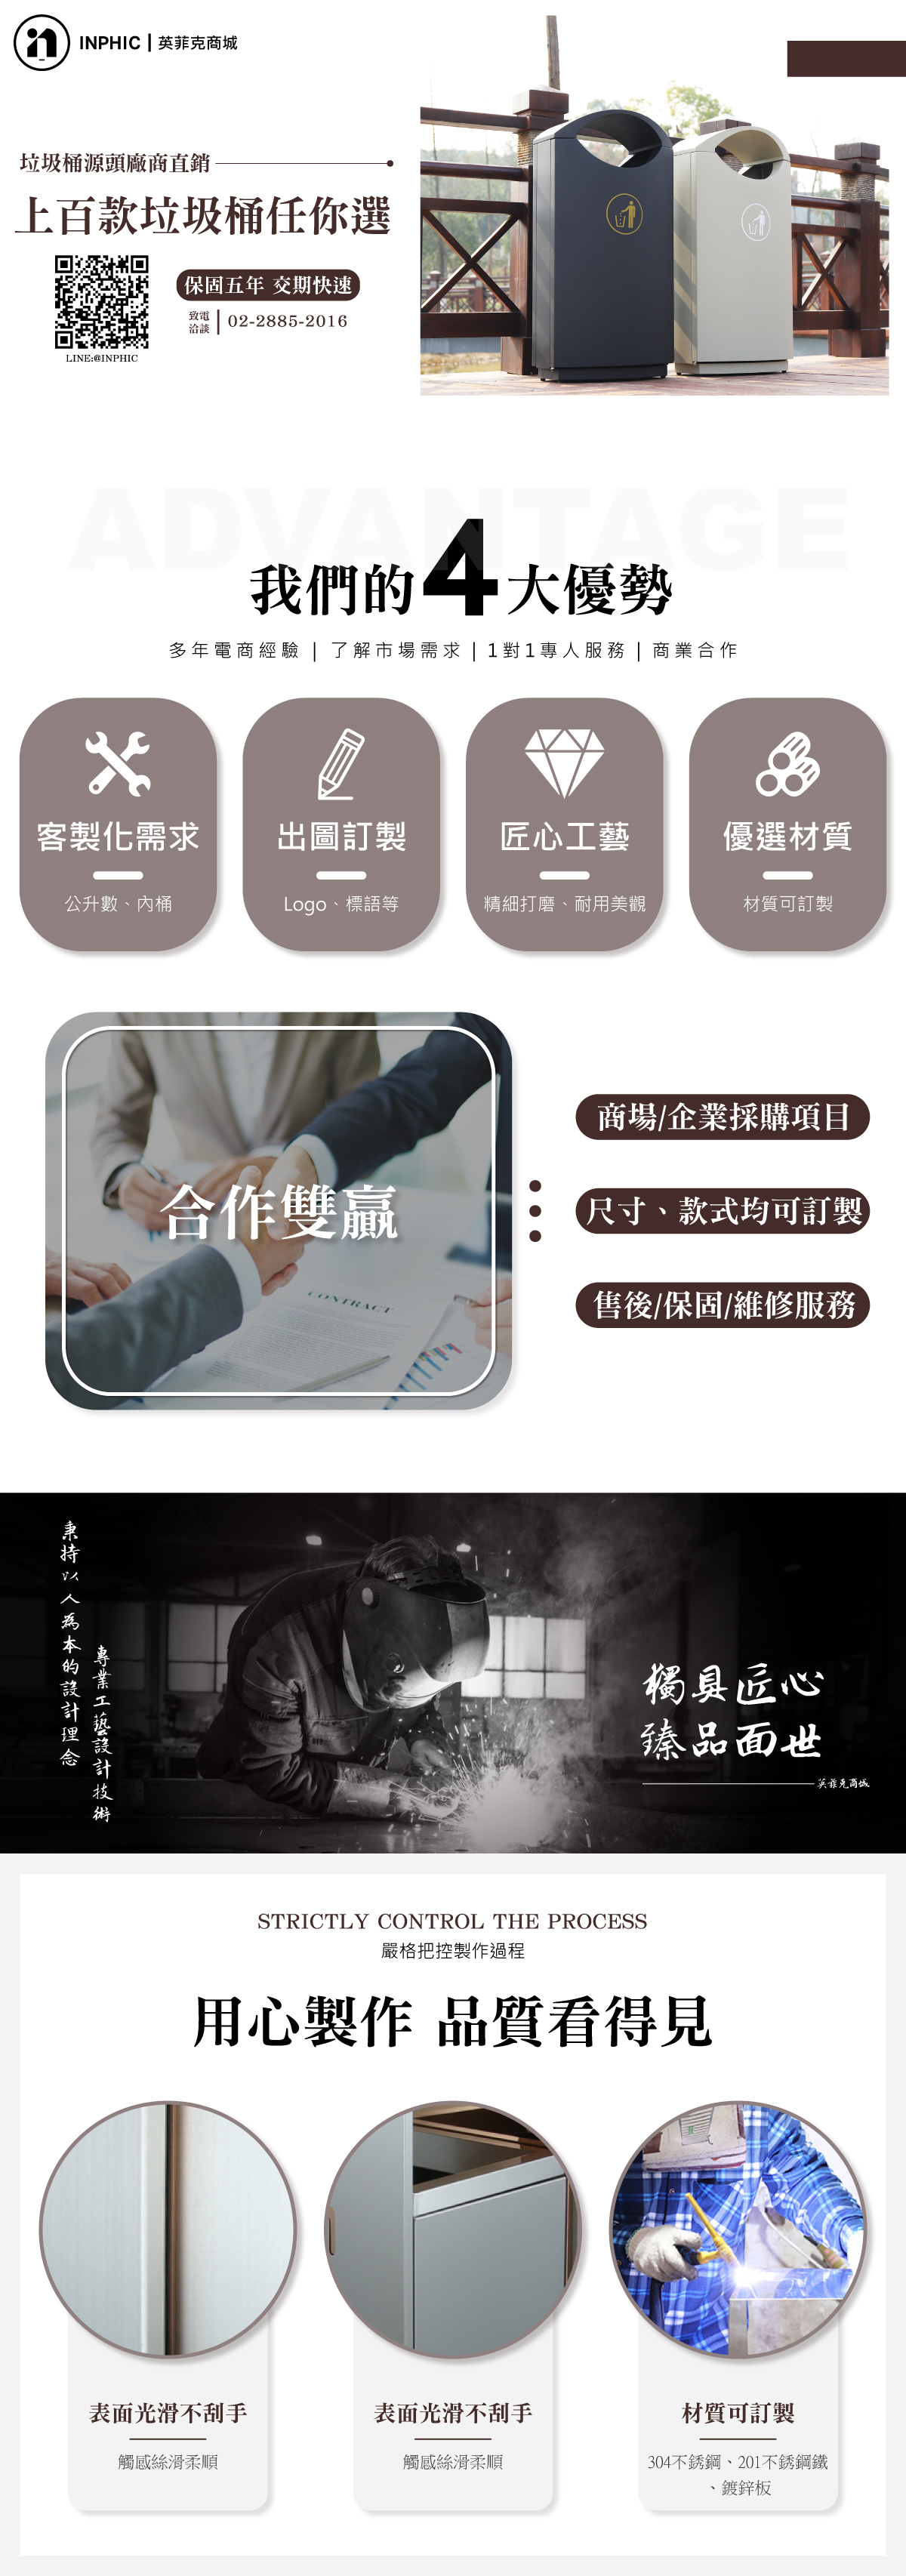 INPHIC | 英菲克商城
垃圾桶源頭廠商直銷
上百款垃圾桶任你選
保固五年 交期快速
致電
洽談
02-2885-2016
LINE:@INPHIC
ADVANTAGE
我們的4大優勢
多年電商經驗 | 了解市場需求 | 1對1專人服務 | 商業合作
客製化需求
公升數、內桶
出圖訂製
Logo、標語等
匠心工藝
精細打磨、耐用美觀
優選材質
材質可訂製
合作雙贏
CONTRACT
商場/企業採購項目
尺寸、款式均可訂製
售後/保固/維修服務
秉持以人為本的設計理念
專業工藝設計技術
獨具匠心
臻品面世
英菲克商城
STRICTLY CONTROL THE PROCESS
嚴格把控製作過程
用心製作 品質看得見
表面光滑不刮手
觸感絲滑柔順
表面光滑不刮手
觸感絲滑柔順
材質可訂製
304不銹鋼、201不銹鋼鐵
、鍍鋅板